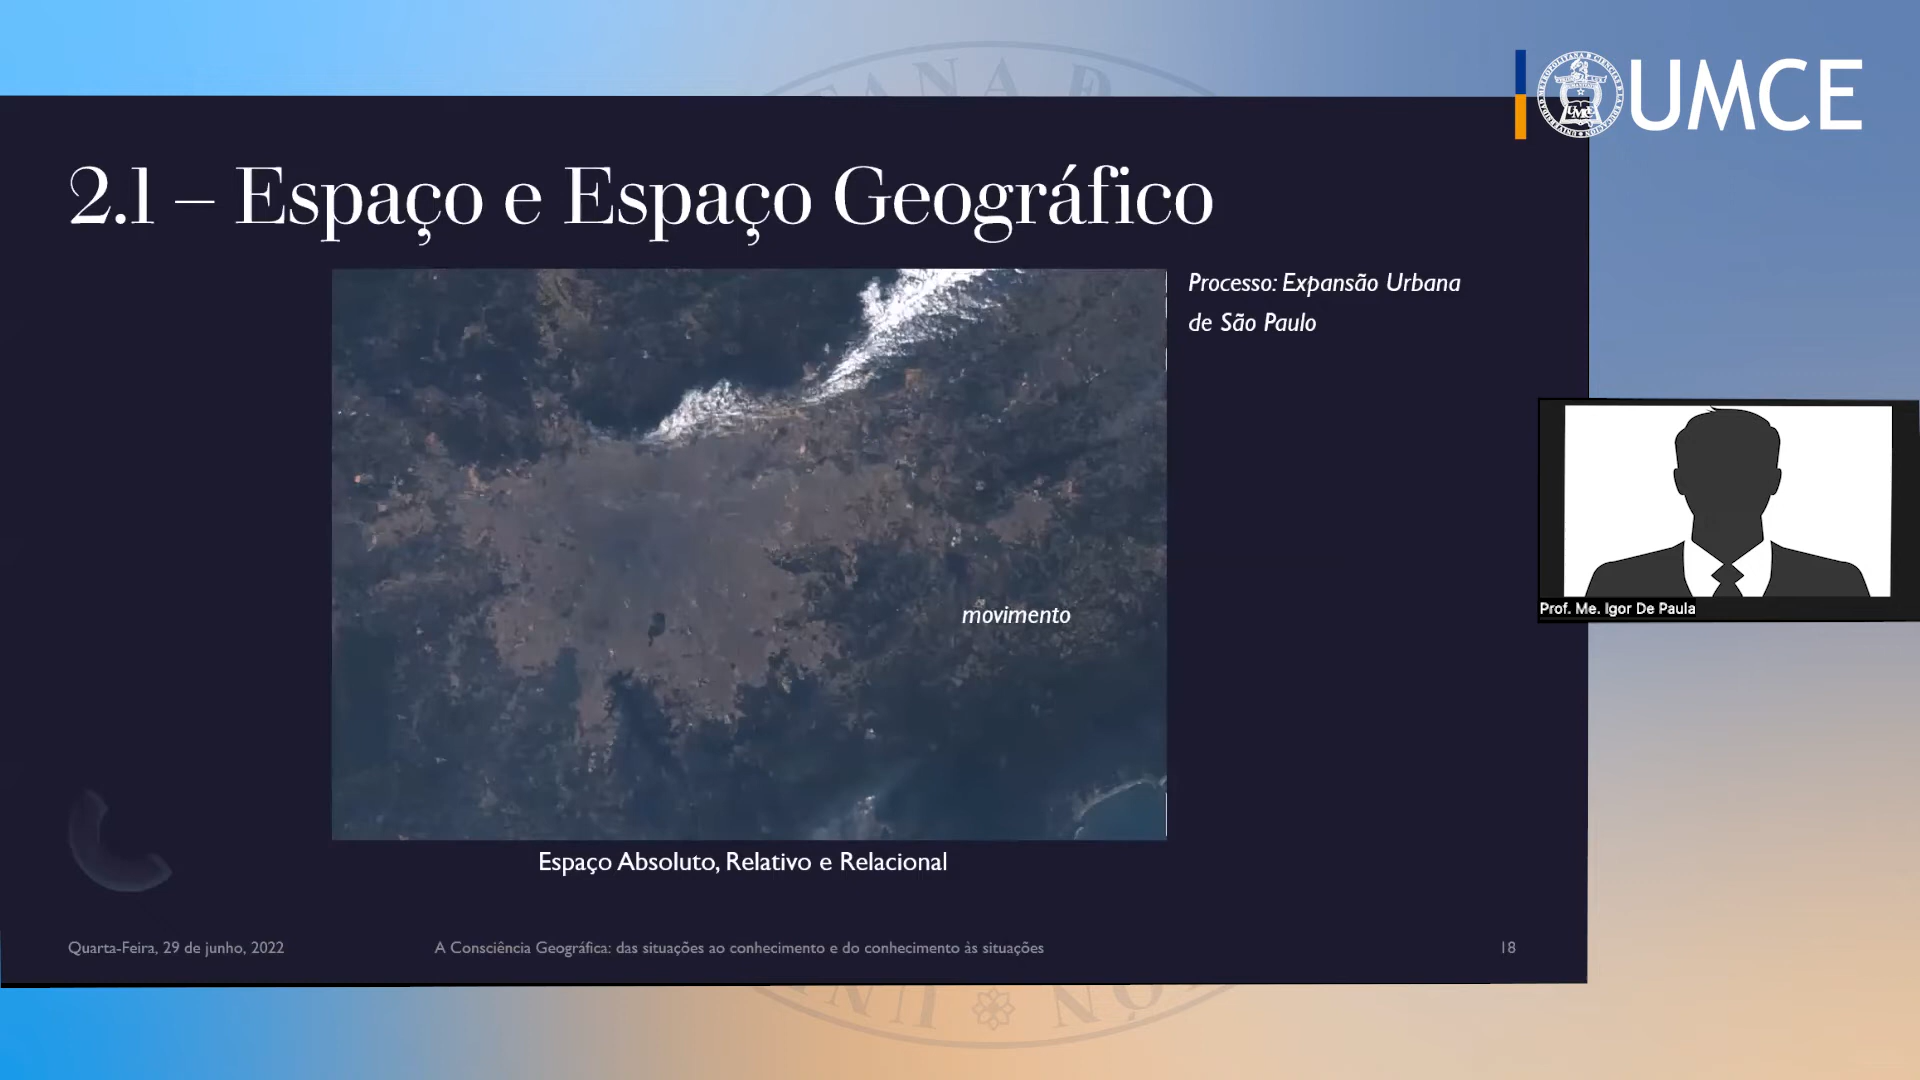 UMCE
2.1 – Espaço e Espaço Geográfico
Processo: Expansão Urbana
de São Paulo
movimento
Prof. Me. Igor De Paula
Espaço Absoluto, Relativo e Relacional
Quarta-Feira, 29 de junho, 2022
A Consciência Geográfica: das situações ao conhecimento e do conhecimento às situações
18